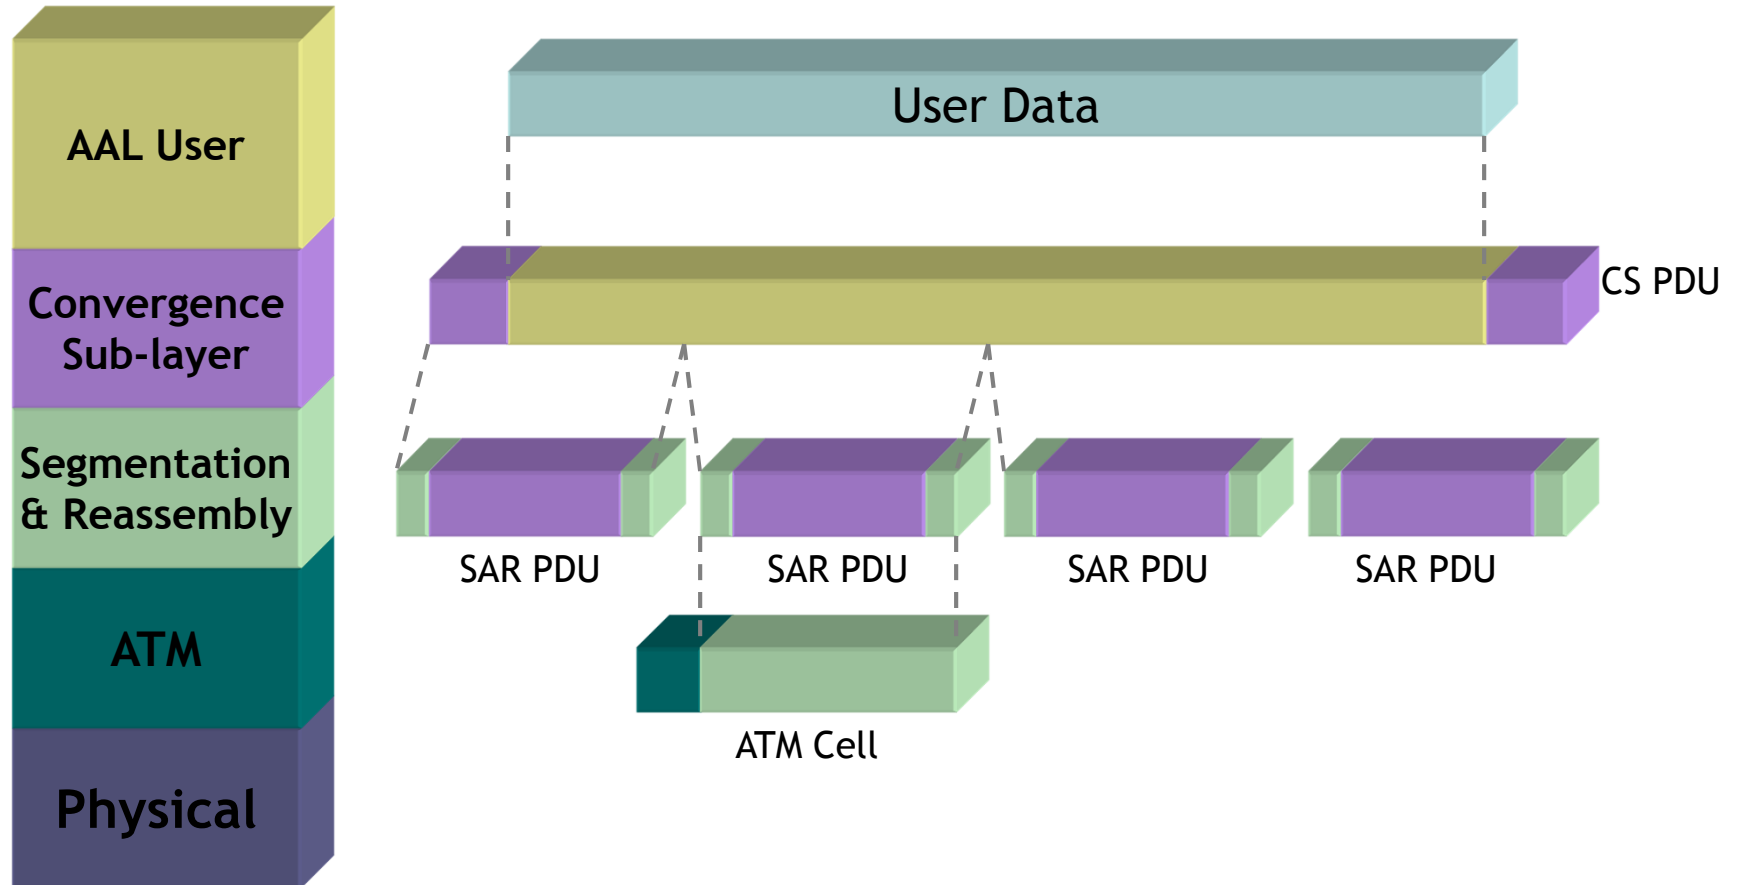 AAL User
Convergence
Sub-layer
Segmentation
& Reassembly
ATM
Physical
User Data
CS PDU
SAR PDU
SAR PDU
SAR PDU
SAR PDU
ATM Cell